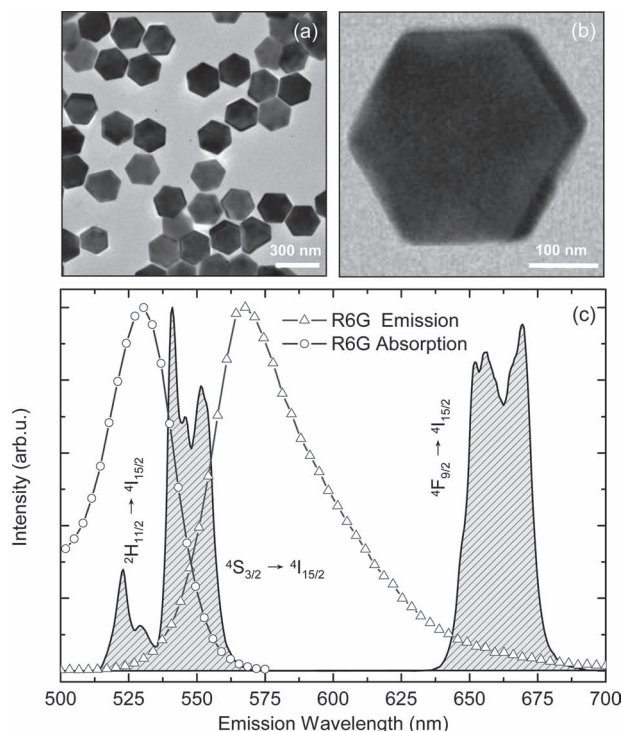 (a)
300 nm
(b)
100 nm
(c)
R6G Emission
R6G Absorption
²H₁₁/₂ → ⁴I₁₅/₂
⁴S₃/₂ → ⁴I₁₅/₂
⁴F₉/₂ → ⁴I₁₅/₂
Intensity (arb.u.)
500 525 550 575 600 625 650 675 700
Emission Wavelength (nm)